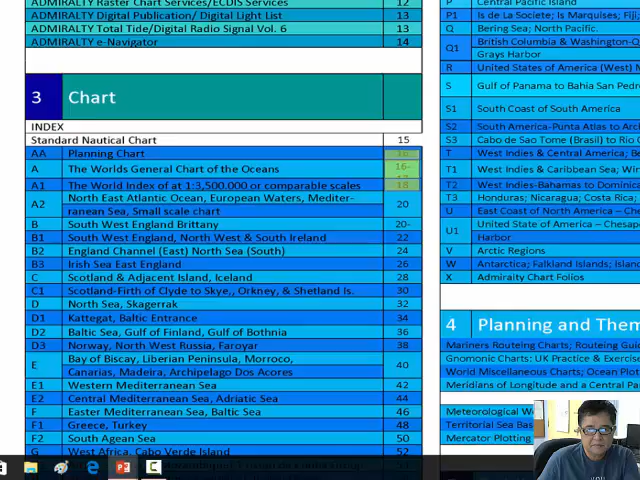 ADMIRALTY Raster Chart Services/ECDIS Services 12
ADMIRALTY Digital Publication/ Digital Light List 13
ADMIRALTY Total Tide/Digital Radio Signal Vol. 6 13
ADMIRALTY e-Navigator 14
3 Chart
INDEX
Standard Nautical Chart 15
AA Planning Chart 16
A The Worlds General Chart of the Oceans 16-
A1 The World Index of at 1:3,500.000 or comparable scales 18
A2 North East Atlantic Ocean, European Waters, Mediter-
ranean Sea, Small scale chart 20
B South West England Brittany 20-
B1 South West England, North West & South Ireland 22
B2 England Channel (East) North Sea (South) 24
B3 Irish Sea East England 26
C Scotland & Adjacent Island, Iceland 28
C1 Scotland-Firth of Clyde to Skye,, Orkney, & Shetland Is. 30
D North Sea, Skagerrak 32
D1 Kattegat, Baltic Entrance 34
D2 Baltic Sea, Gulf of Finland, Gulf of Bothnia 36
D3 Norway, North West Russia, Faroyar 38
E Bay of Biscay, Liberian Peninsula, Morroco,
Canarias, Madeira, Archipelago Dos Acores 40
E1 Western Mediterranean Sea 42
E2 Central Mediterranean Sea, Adriatic Sea 44
F Easter Mediterranean Sea, Baltic Sea 46
F1 Greece, Turkey 48
F2 South Agean Sea 50
G West Africa, Cabo Verde Island 52
P Central Pacific Island
P1 Is de La Societe; Is Marquises; Fiji;
Q Bering Sea; North Pacific.
Q1 British Columbia & Washington-Q
Grays Harbor
R United States of America (West) M
S Gulf of Panama to Bahia San Pedr
S1 South Coast of South America
S2 South America-Punta Atlas to Arch
S3 Cabo de Sao Tome (Brasil) to Rio
T West Indies & Central America; Be
T1 West Indies & Caribbean Sea; Win
T2 West Indies-Bahamas to Dominic
T3 Honduras; Nicaragua; Costa Rica;
U East Coast of North America – Che
U1 United State of America – Chesap
Harbor
V Arctic Regions
W Antarctica; Falkland Islands; Islan
X Admiralty Chart Folios
4 Planning and Them
Mariners Routeing Charts; Routeing Guid
Gnomonic Charts: UK Practice & Exercise
World Miscellaneous Charts; Ocean Plot
Meridians of Longitude and a Central Pa
Meteorological W
Territorial Sea Bas
Mercator Plotting